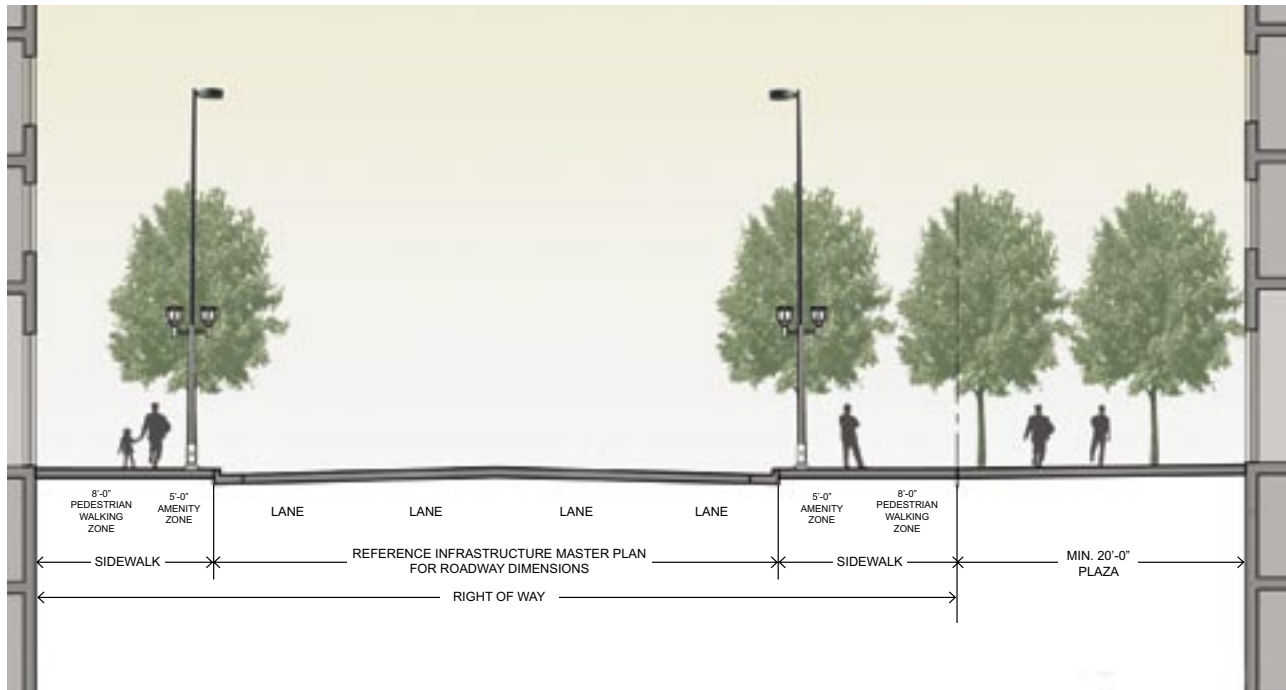 8'-0"
PEDESTRIAN
WALKING
ZONE
5'-0"
AMENITY
ZONE
LANE
LANE
LANE
LANE
5'-0"
AMENITY
ZONE
8'-0"
PEDESTRIAN
WALKING
ZONE
SIDEWALK
REFERENCE INFRASTRUCTURE MASTER PLAN
FOR ROADWAY DIMENSIONS
SIDEWALK
MIN. 20'-0"
PLAZA
RIGHT OF WAY